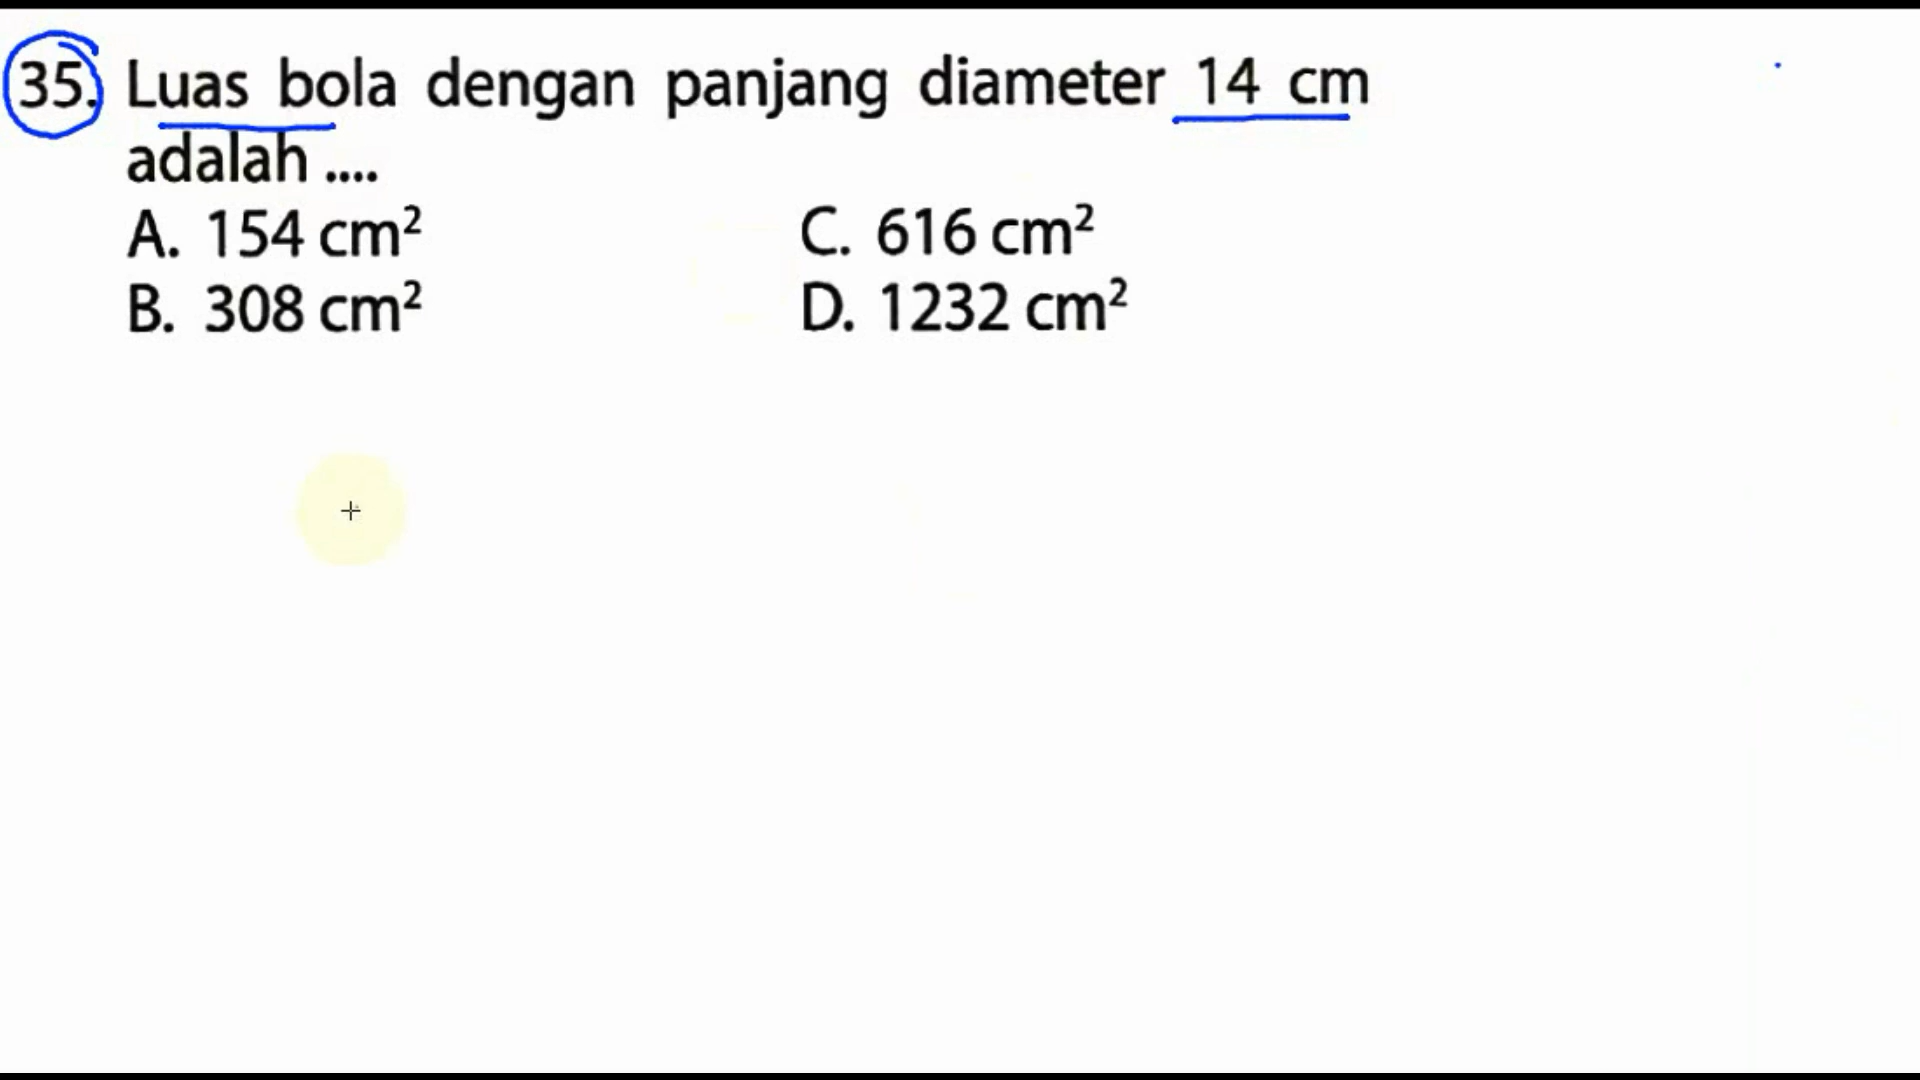 35. Luas bola dengan panjang diameter 14 cm
adalah ....
A. 154 cm²
C. 616 cm²
B. 308 cm²
D. 1232 cm²